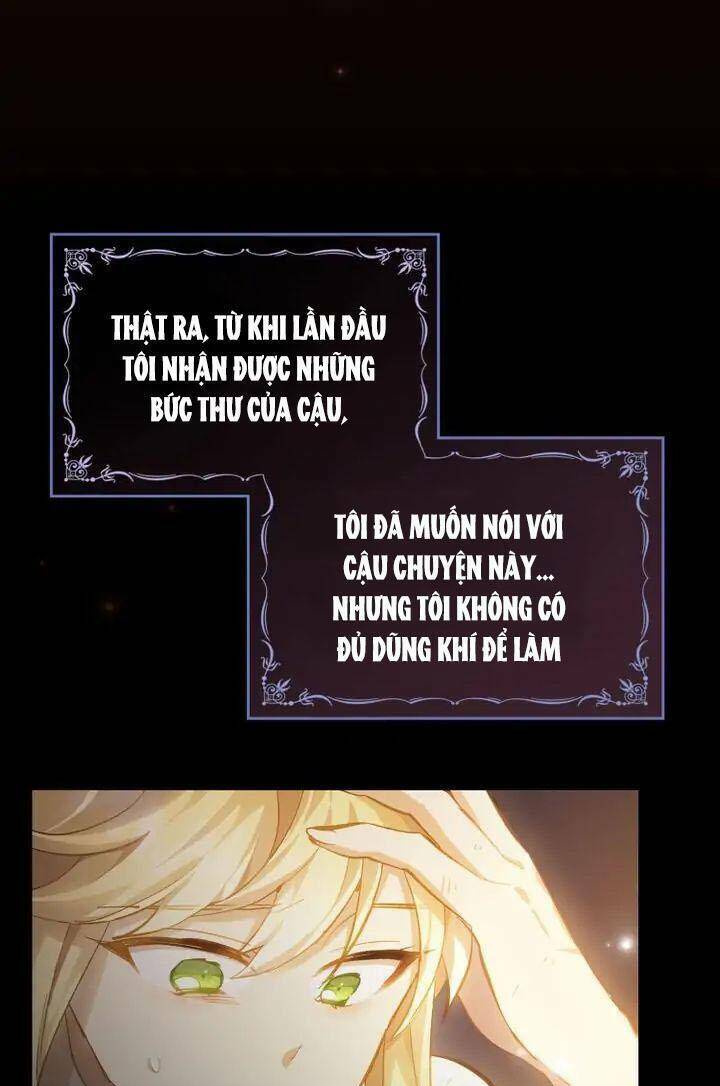 THẬT RA, TỪ KHI LẦN ĐẦU
TÔI NHẬN ĐƯỢC NHỮNG
BỨC THƯ CỦA CẬU,
TÔI ĐÃ MUỐN NÓI VỚI
CẬU CHUYỆN NÀY...
NHƯNG TÔI KHÔNG CÓ
ĐỦ DŨNG KHÍ ĐỂ LÀM